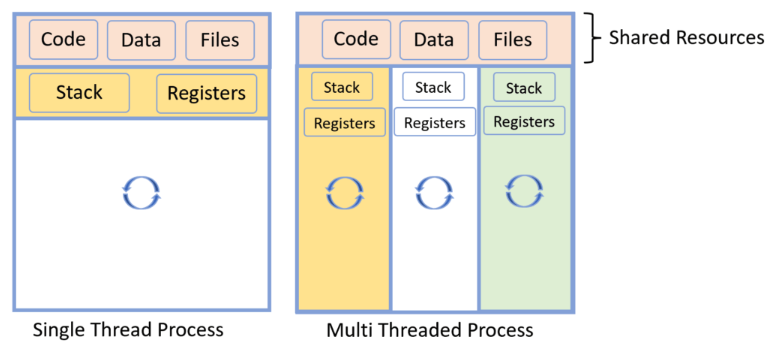 Code Data Files
Stack Registers
Single Thread Process
Code Data Files
Shared Resources
Stack Stack Stack
Registers Registers Registers
Multi Threaded Process